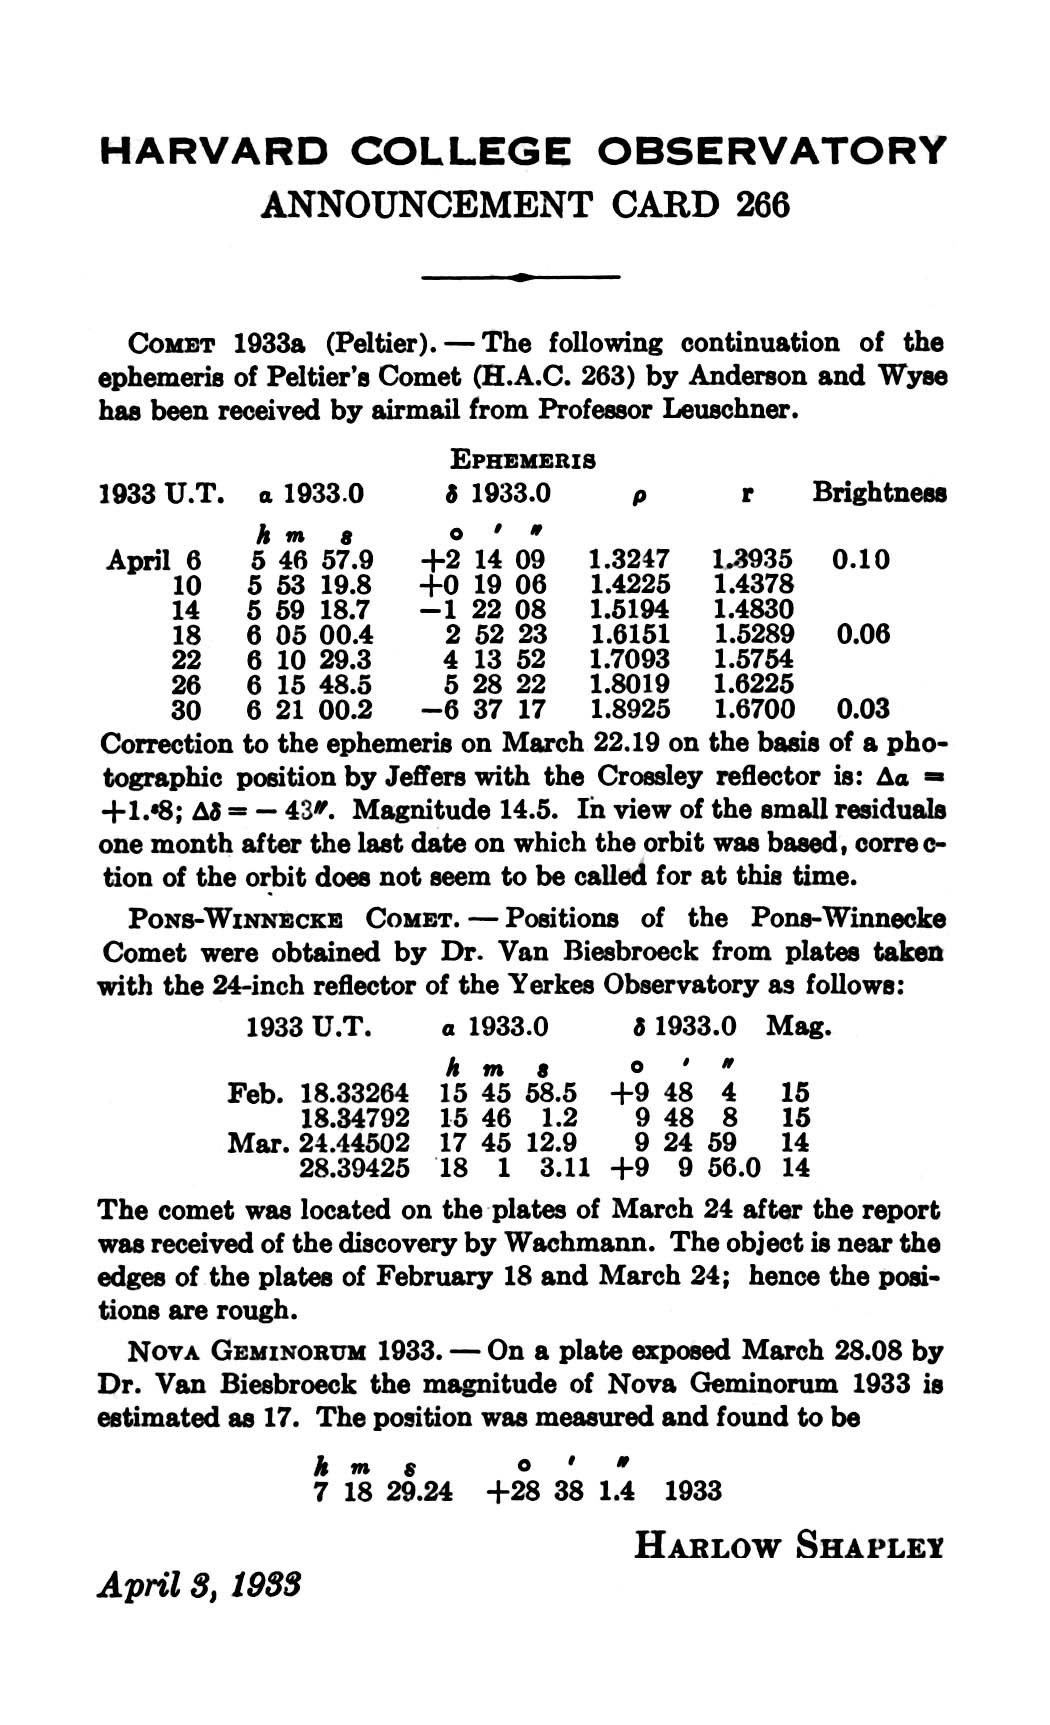 HARVARD COLLEGE OBSERVATORY
ANNOUNCEMENT CARD 266
COMET 1933a (Peltier). — The following continuation of the
ephemeris of Peltier's Comet (H.A.C. 263) by Anderson and Wyse
has been received by airmail from Professor Leuschner.
EPHEMERIS
1933 U.T. α 1933.0 δ 1933.0 ρ r Brightness
h m s o ′ ″
April 6 5 46 57.9 +2 14 09 1.3247 1.3935 0.10
10 5 53 19.8 +0 19 06 1.4225 1.4378
14 5 59 18.7 −1 22 08 1.5194 1.4830
18 6 05 00.4 2 52 23 1.6151 1.5289 0.06
22 6 10 29.3 4 13 52 1.7093 1.5754
26 6 15 48.5 5 28 22 1.8019 1.6225
30 6 21 00.2 −6 37 17 1.8925 1.6700 0.03
Correction to the ephemeris on March 22.19 on the basis of a pho-
tographic position by Jeffers with the Crossley reflector is: Δα =
+1.ˢ8; Δδ = − 43″. Magnitude 14.5. In view of the small residuals
one month after the last date on which the orbit was based, correc-
tion of the orbit does not seem to be called for at this time.
PONS-WINNECKE COMET. — Positions of the Pons-Winnecke
Comet were obtained by Dr. Van Biesbroeck from plates taken
with the 24-inch reflector of the Yerkes Observatory as follows:
1933 U.T. α 1933.0 δ 1933.0 Mag.
h m s o ′ ″
Feb. 18.33264 15 45 58.5 +9 48 4 15
18.34792 15 46 1.2 9 48 8 15
Mar. 24.44502 17 45 12.9 9 24 59 14
28.39425 18 1 3.11 +9 9 56.0 14
The comet was located on the plates of March 24 after the report
was received of the discovery by Wachmann. The object is near the
edges of the plates of February 18 and March 24; hence the posi-
tions are rough.
NOVA GEMINORUM 1933. — On a plate exposed March 28.08 by
Dr. Van Biesbroeck the magnitude of Nova Geminorum 1933 is
estimated as 17. The position was measured and found to be
h m s o ′ ″
7 18 29.24 +28 38 1.4 1933
HARLOW SHAPLEY
April 3, 1933